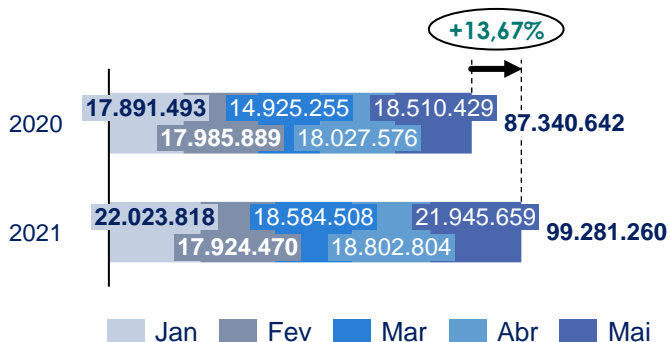 +13,67%
2020
17.891.493 14.925.255 18.510.429
17.985.889 18.027.576
87.340.642
2021
22.023.818 18.584.508 21.945.659
17.924.470 18.802.804
99.281.260
Jan Fev Mar Abr Mai